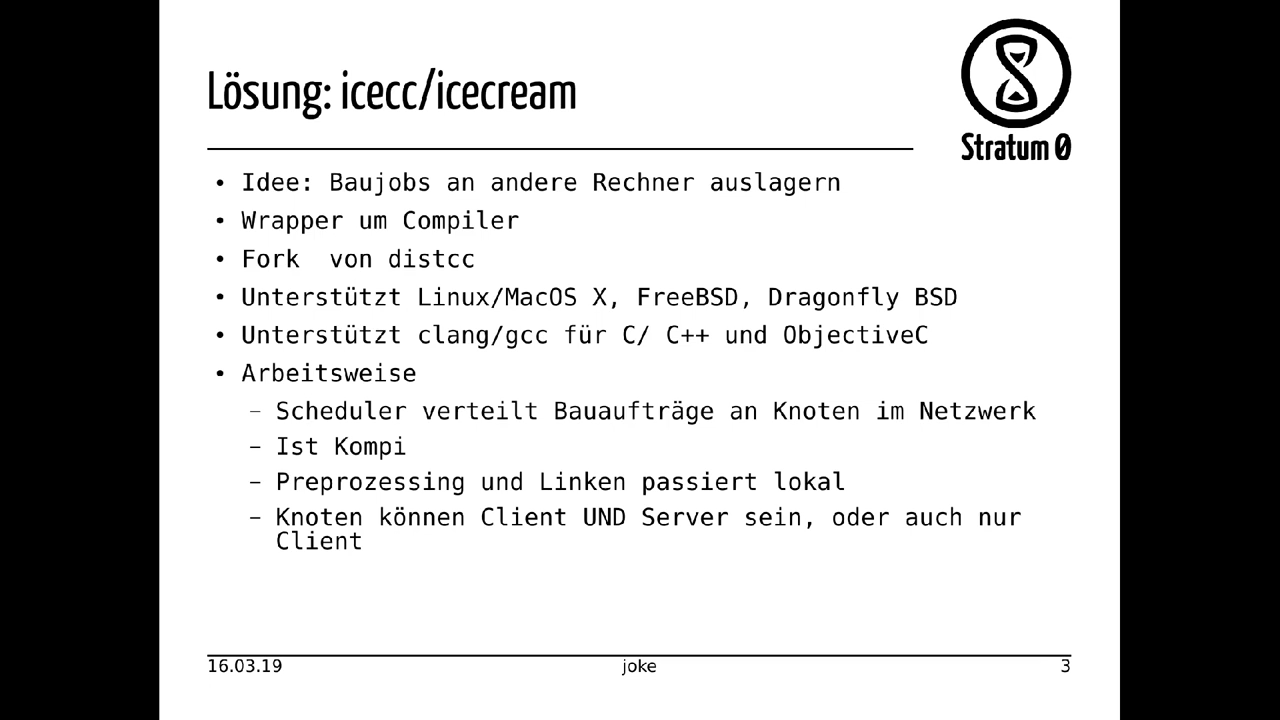 Lösung: icecc/icecream
Stratum 0
• Idee: Baujobs an andere Rechner auslagern
• Wrapper um Compiler
• Fork  von distcc
• Unterstützt Linux/MacOS X, FreeBSD, Dragonfly BSD
• Unterstützt clang/gcc für C/ C++ und ObjectiveC
• Arbeitsweise
– Scheduler verteilt Bauaufträge an Knoten im Netzwerk
– Ist Kompi
– Preprozessing und Linken passiert lokal
– Knoten können Client UND Server sein, oder auch nur
Client
16.03.19
joke
3